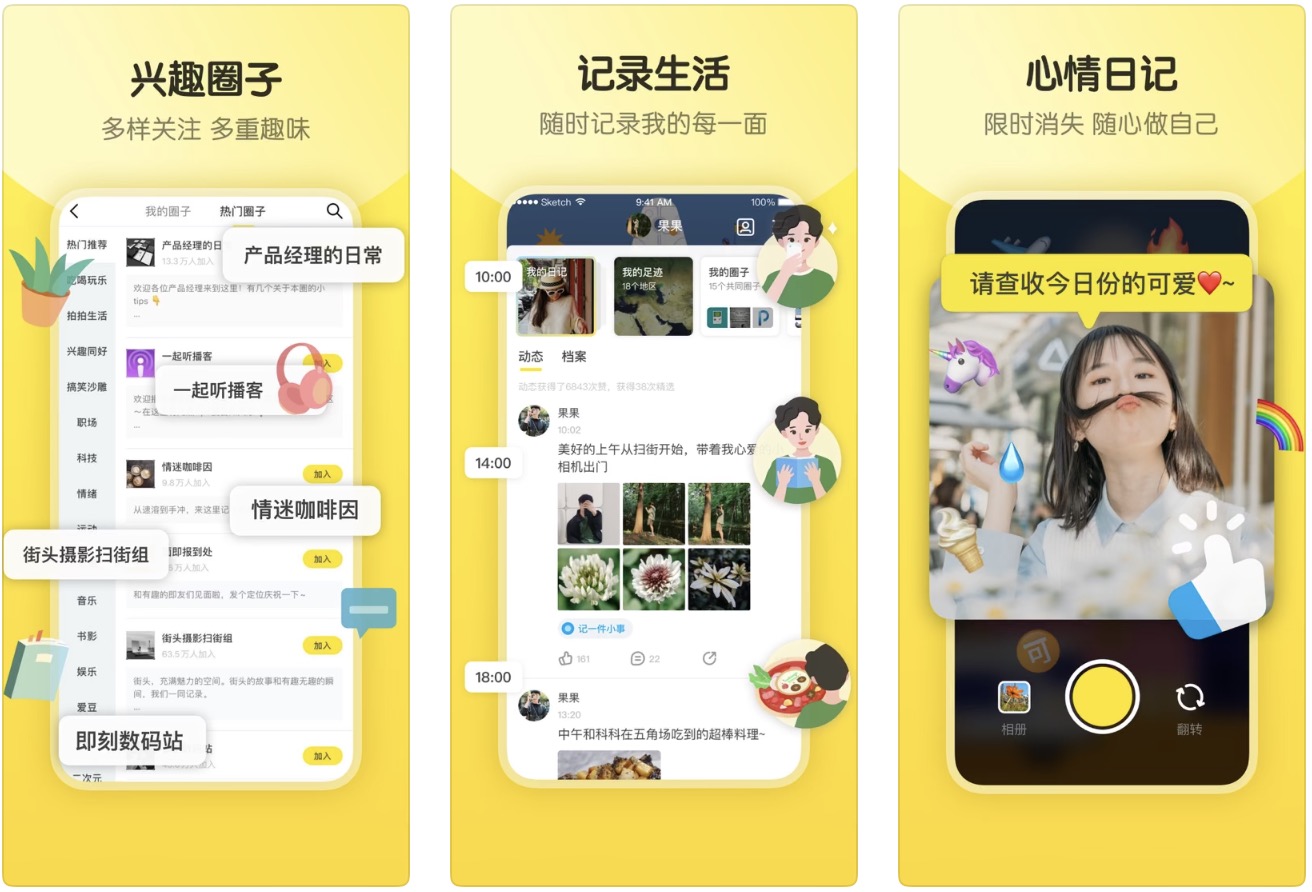 兴趣圈子
多样关注 多重趣味
我的圈子
热门圈子
热门推荐
吃喝玩乐
拍拍生活
兴趣同好
搞笑沙雕
职场
科技
情绪
运动
音乐
书影
娱乐
爱豆
二次元
产品经理的日
13.3万人加入
产品经理的日常
欢迎各位产品经理来到这里！有几个关于本圈的小
tips 👇
...
一起听播客
加入
一起听播客
...
情迷咖啡因
9.8万人加入
加入
情迷咖啡因
从速溶到手冲，来这里记
即报到处
万人加入
加入
街头摄影扫街组
和有趣的即友们见面啦，发个定位庆祝一下~
街头摄影扫街组
63.5万人加入
加入
街头，充满魅力的空间。街头的故事和有趣无趣的瞬
间，我们一同记录。
...
即刻数码站
站
万人加入
加入
记录生活
随时记录我的每一面
Sketch
9:41 AM
100%
果果
10:00
我的日记
我的足迹
18个地区
我的圈子
15个共同圈子
动态
档案
动态获得了6843次赞，获得38次精选
果果
10:02
14:00
美好的上午从扫街开始，带着我心爱
相机出门
记一件小事
161
22
18:00
果果
13:20
中午和科科在五角场吃到的超棒料理~
心情日记
限时消失 随心做自己
请查收今日份的可爱❤️~
可
相册
翻转